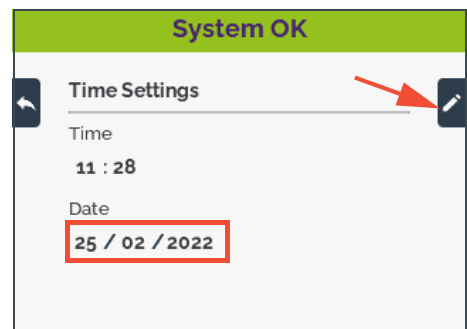 System OK
Time Settings
Time
11 : 28
Date
25 / 02 / 2022